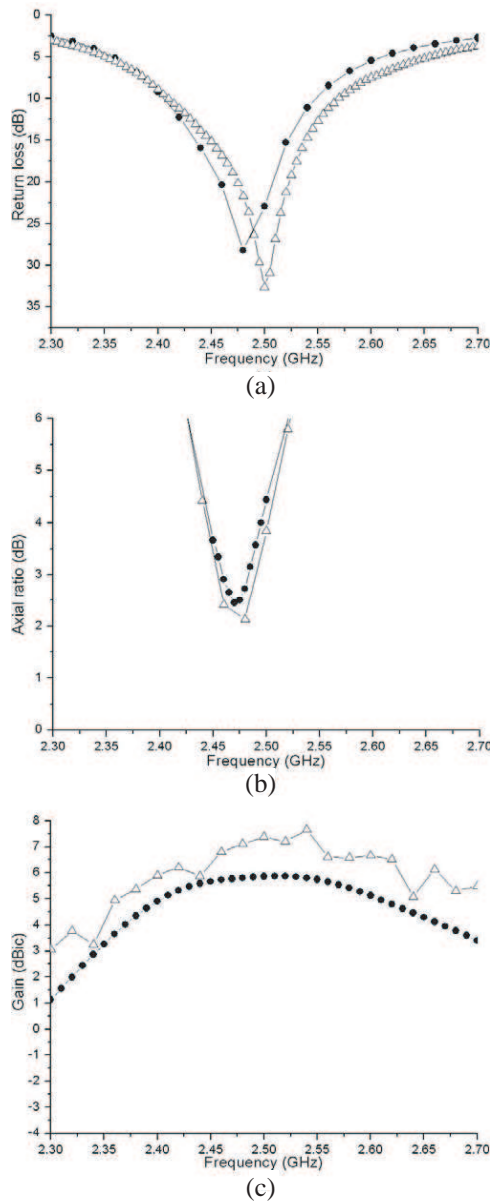 0
5
10
15
20
25
30
35
Return loss (dB)
2.30 2.35 2.40 2.45 2.50 2.55 2.60 2.65 2.70
Frequency (GHz)
(a)
6
5
4
3
2
1
0
Axial ratio (dB)
2.30 2.35 2.40 2.45 2.50 2.55 2.60 2.65 2.70
Frequency (GHz)
(b)
8
7
6
5
4
3
2
1
0
-1
-2
-3
-4
Gain (dBic)
2.30 2.35 2.40 2.45 2.50 2.55 2.60 2.65 2.70
Frequency (GHz)
(c)